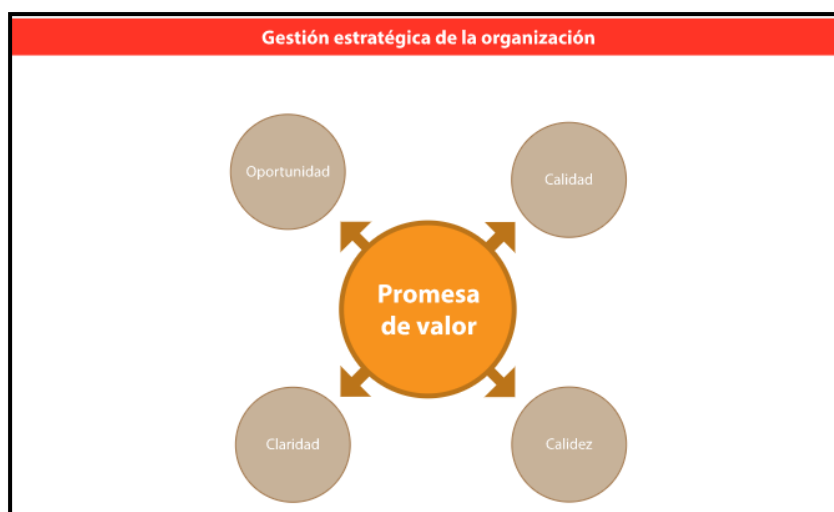 Gestión estratégica de la organización
Oportunidad
Calidad
Promesa
de valor
Claridad
Calidez